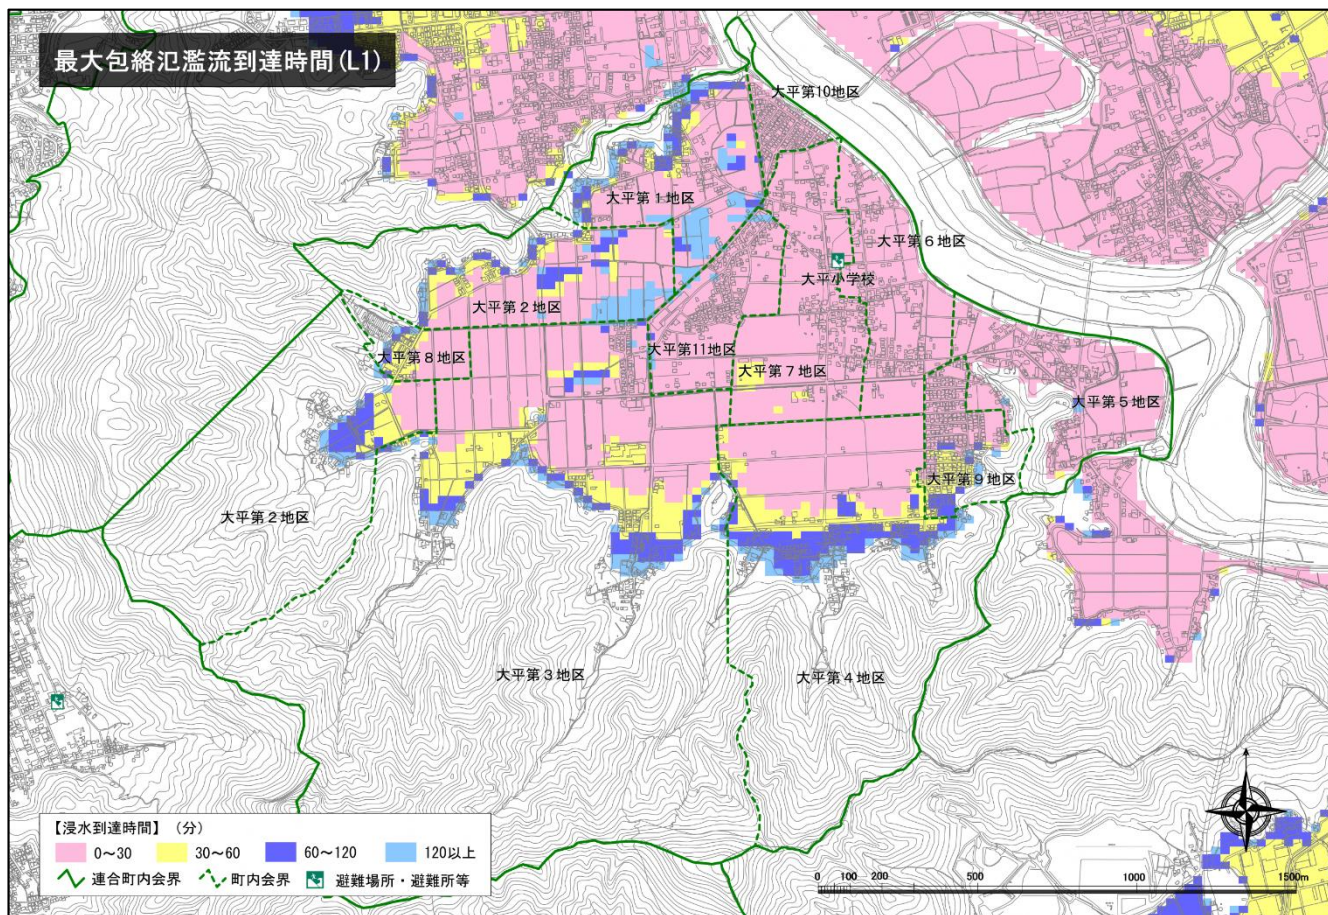 最大包絡氾濫流到達時間(L1)
大平第10地区
大平第１地区
大平第６地区
大平小学校
大平第２地区
大平第11地区
大平第８地区
大平第７地区
大平第５地区
大平第９地区
大平第２地区
大平第３地区
大平第４地区
【浸水到達時間】（分）
0～30 30～60 60～120 120以上
連合町内会界 町内会界 避難場所・避難所等
0 100 200 500 1000 1500m